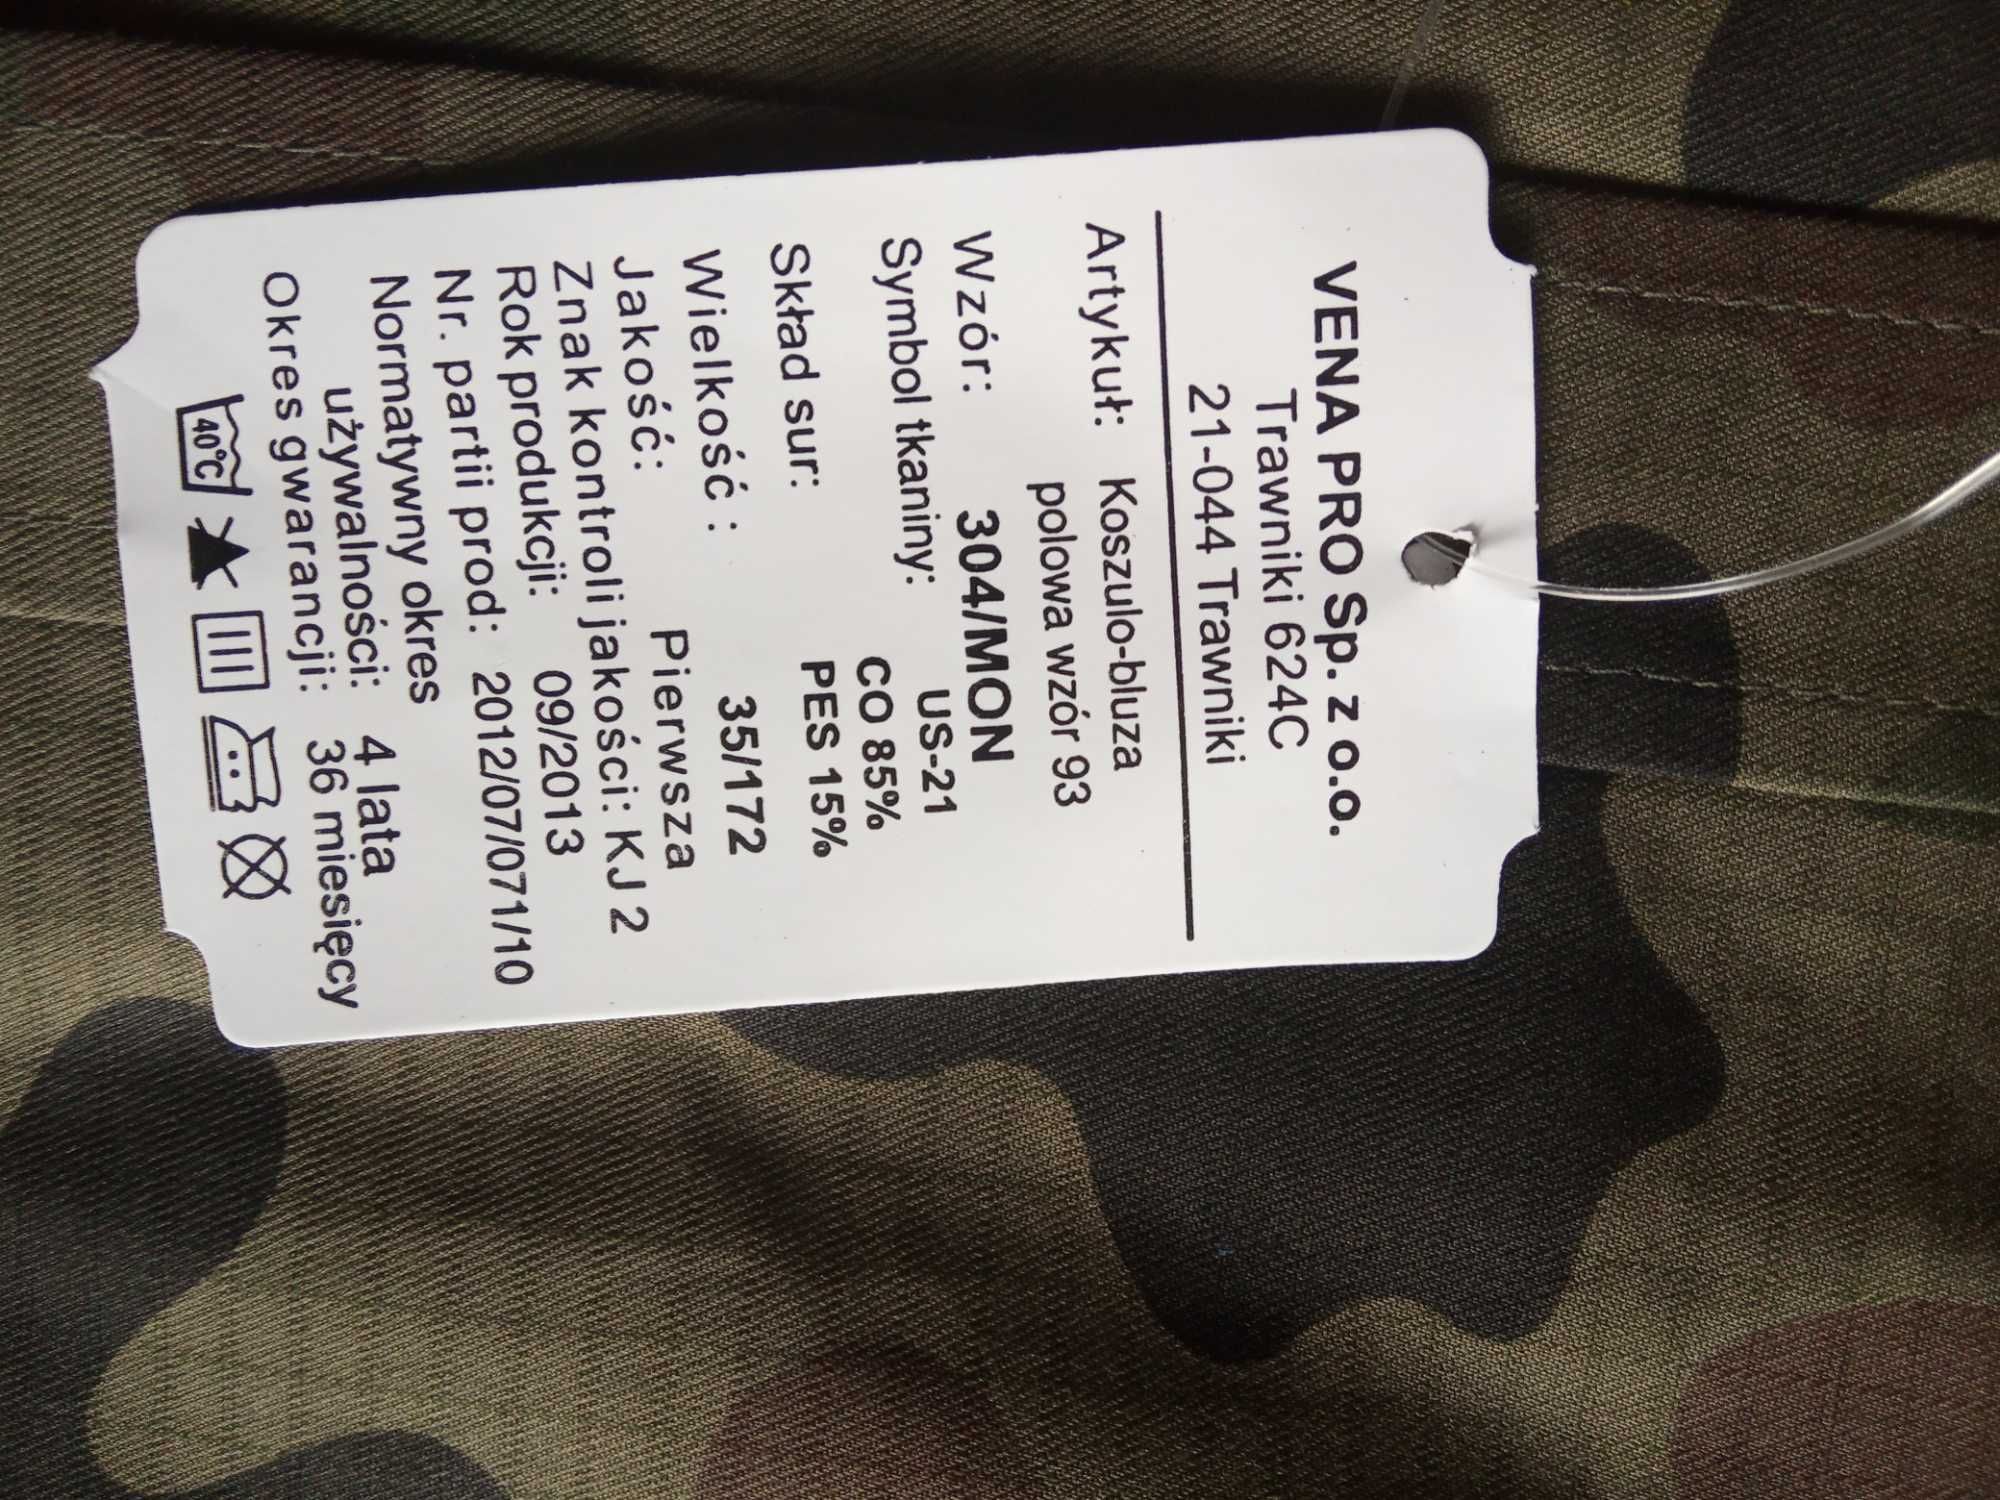 VENA PRO Sp. z o.o.
Trawniki 624C
21-044 Trawniki
Artykuł: Koszulo-bluza
polowa wzór 93
Wzór: 304/MON
Symbol tkaniny: US-21
CO 85%
Skład sur: PES 15%
Wielkość : 35/172
Jakość: Pierwsza
Znak kontroli jakości: KJ 2
Rok produkcji: 09/2013
Nr. partii prod: 2012/07/071/10
Normatywny okres
używalności: 4 lata
Okres gwarancji: 36 miesięcy
40°C